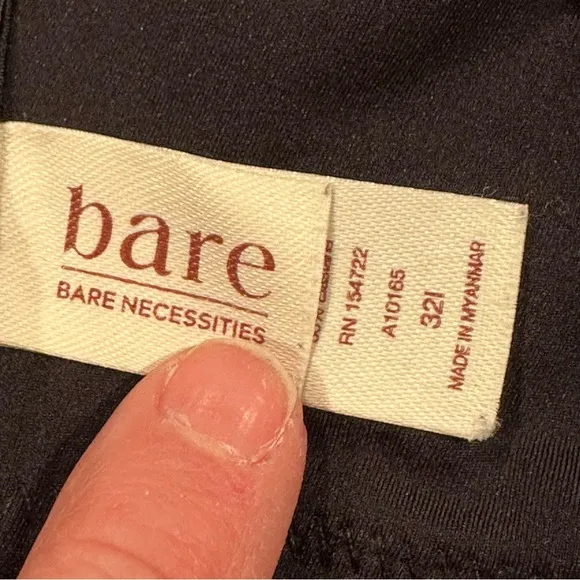 bare
BARE NECESSITIES
RN 154722
A10165
32I
MADE IN MYANMAR